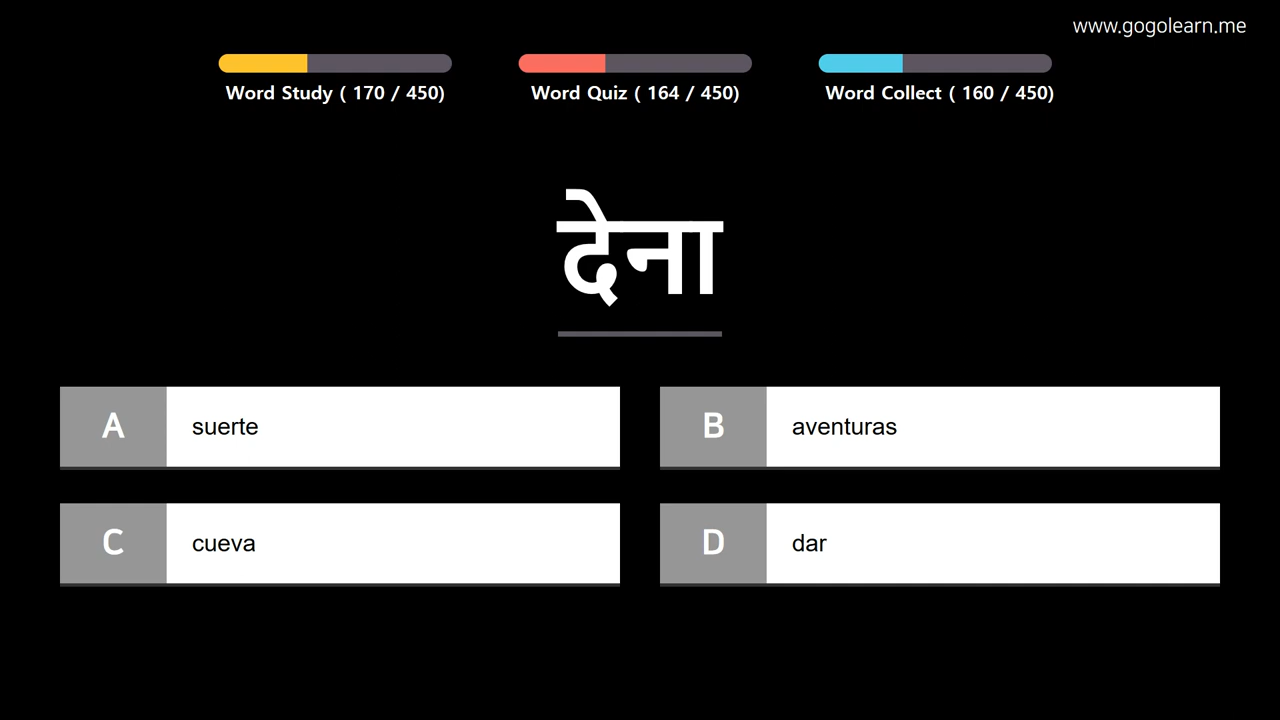 www.gogolearn.me
Word Study ( 170 / 450)
Word Quiz ( 164 / 450)
Word Collect ( 160 / 450)
देना
A suerte
B aventuras
C cueva
D dar